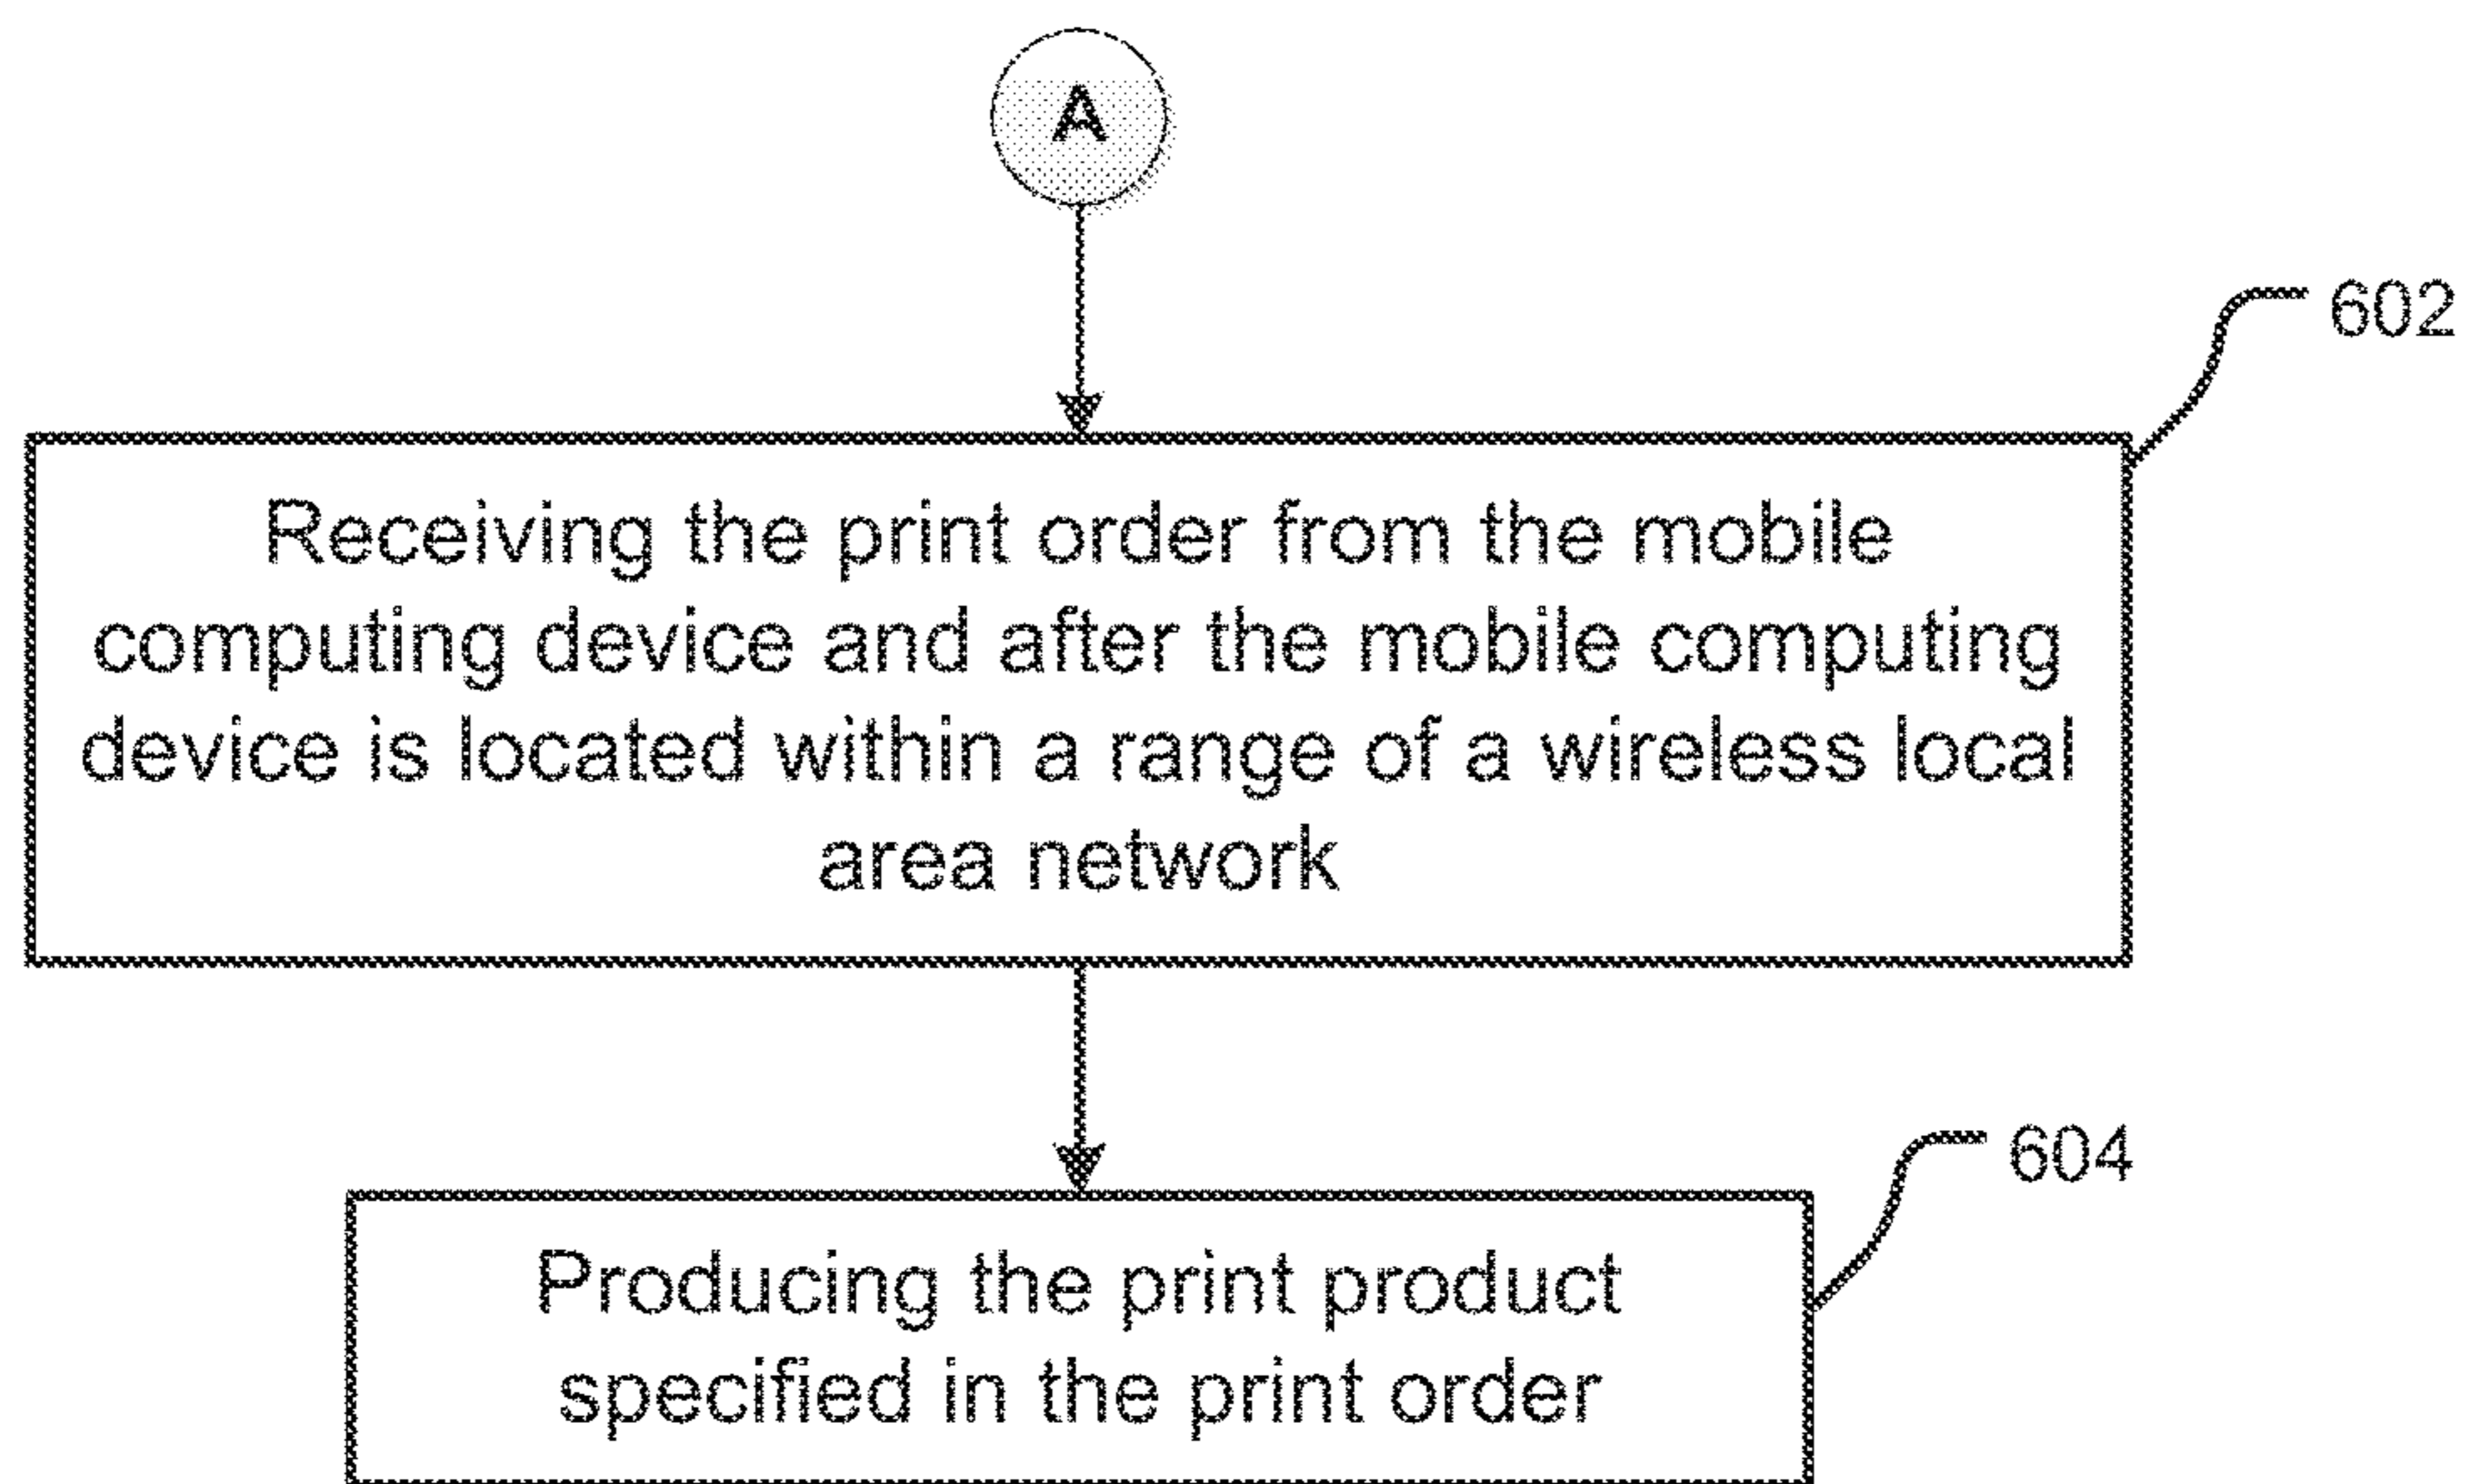 A
602
Receiving the print order from the mobile
computing device and after the mobile computing
device is located within a range of a wireless local
area network
604
Producing the print product
specified in the print order